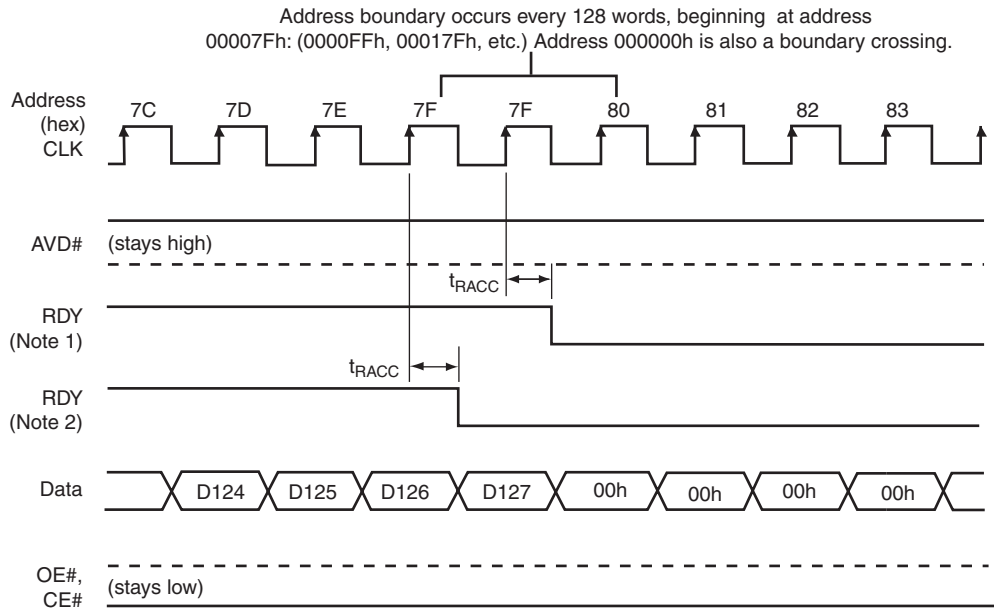 Address boundary occurs every 128 words, beginning at address
00007Fh: (0000FFh, 00017Fh, etc.) Address 000000h is also a boundary crossing.
Address
(hex)
CLK
7C 7D 7E 7F 7F 80 81 82 83
AVD# (stays high)
tRACC
RDY
(Note 1)
tRACC
RDY
(Note 2)
Data D124 D125 D126 D127 00h 00h 00h 00h
OE#,
CE#
(stays low)